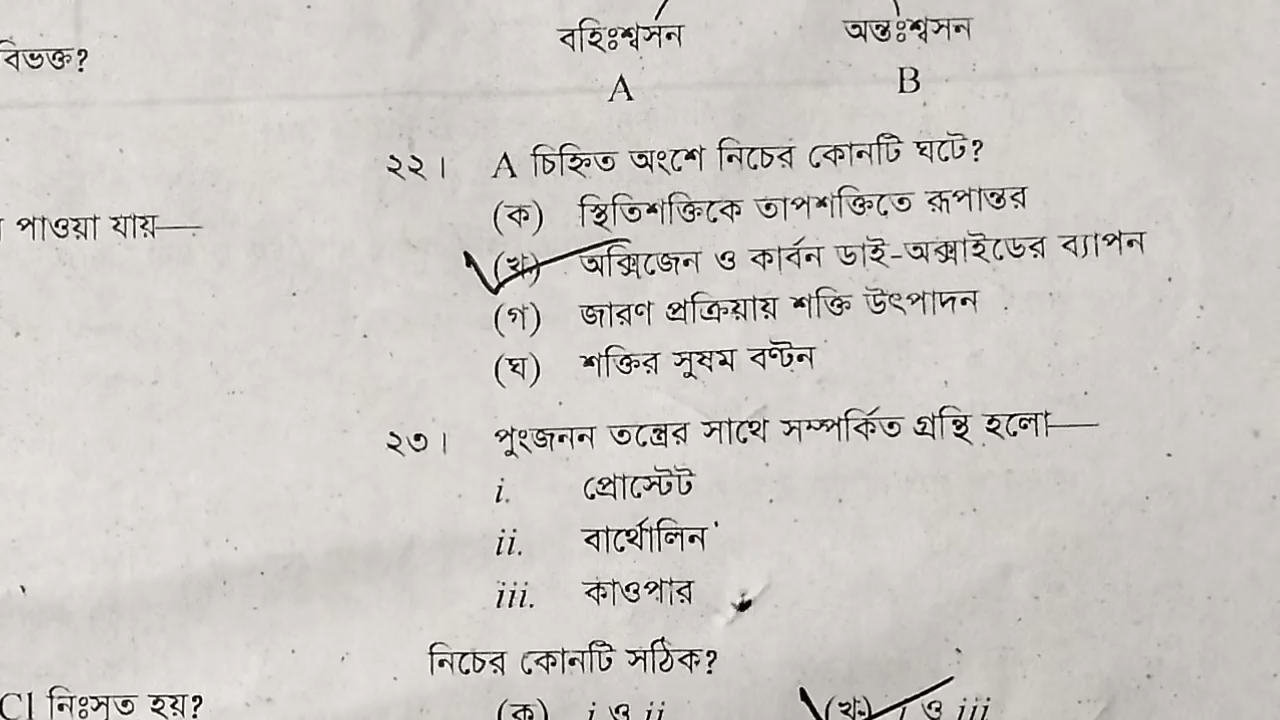 বহিঃশ্বসন
অন্তঃশ্বসন
বিভক্ত?
A
B
২২। A চিহ্নিত অংশে নিচের কোনটি ঘটে?
(ক) স্থিতিশক্তিকে তাপশক্তিতে রূপান্তর
পাওয়া যায়—
(খ) অক্সিজেন ও কার্বন ডাই-অক্সাইডের ব্যাপন
(গ) জারণ প্রক্রিয়ায় শক্তি উৎপাদন
(ঘ) শক্তির সুষম বণ্টন
২৩। পুংজনন তন্ত্রের সাথে সম্পর্কিত গ্রন্থি হলো—
i. প্রোস্টেট
ii. বার্থোলিন
iii. কাওপার
নিচের কোনটি সঠিক?
Cl নিঃসৃত হয়?
(ক) i ও ii
(খ) i ও iii